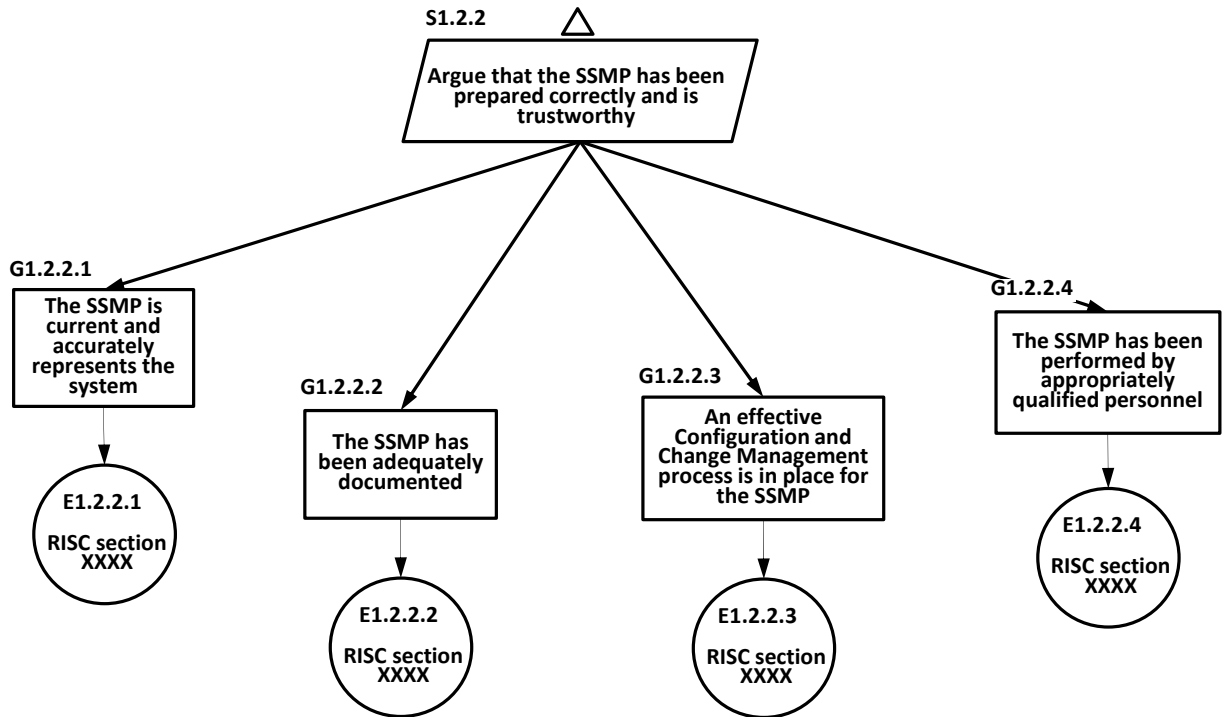 S1.2.2
Argue that the SSMP has been
prepared correctly and is
trustworthy
G1.2.2.1
The SSMP is
current and
accurately
represents the
system
E1.2.2.1
RISC section
XXXX
G1.2.2.2
The SSMP has
been adequately
documented
E1.2.2.2
RISC section
XXXX
G1.2.2.3
An effective
Configuration and
Change Management
process is in place for
the SSMP
E1.2.2.3
RISC section
XXXX
G1.2.2.4
The SSMP has been
performed by
appropriately
qualified personnel
E1.2.2.4
RISC section
XXXX